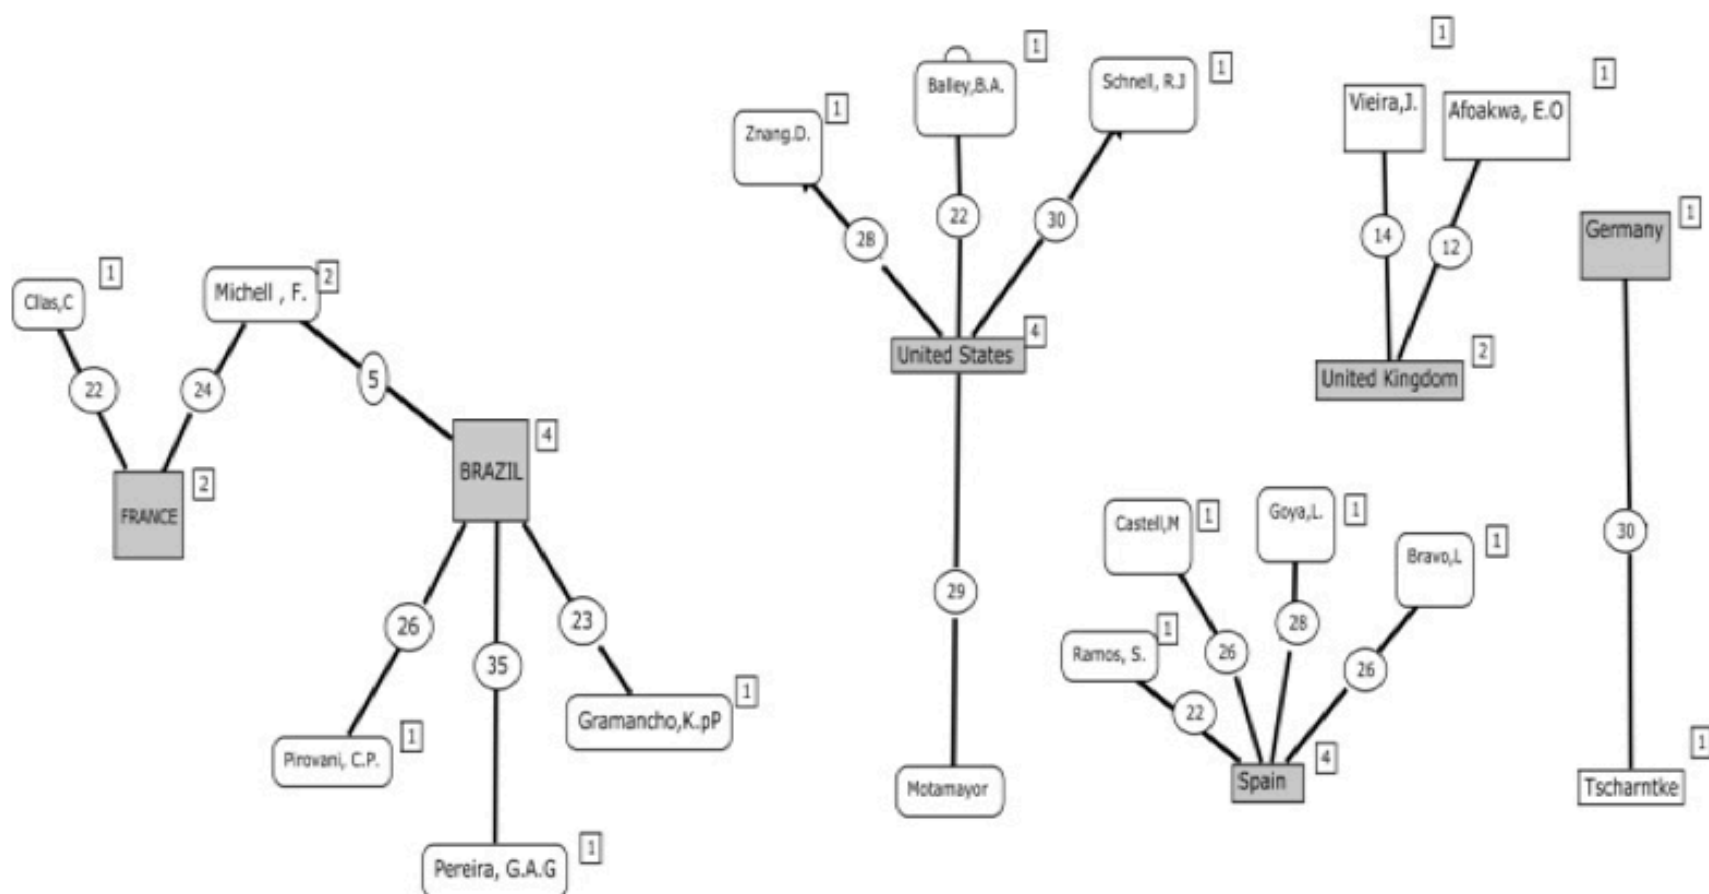 1
Cllas,C
2
Michell , F.
22
24
5
FRANCE
2
BRAZIL
4
26
35
23
Pirovani, C.P.
1
Pereira, G.A.G
1
Gramancho,K.pP
1
Znang.D.
1
Balley,B.A.
1
Schnell, R.J
1
28
22
30
United States
4
29
Motamayor
Vieira,J.
1
Afoakwa, E.O
1
14
12
United Kingdom
2
Ramos, S.
1
Castell,M
1
Goya,L.
1
Bravo,L
1
22
26
28
26
Spain
4
Germany
1
30
Tscharntke
1